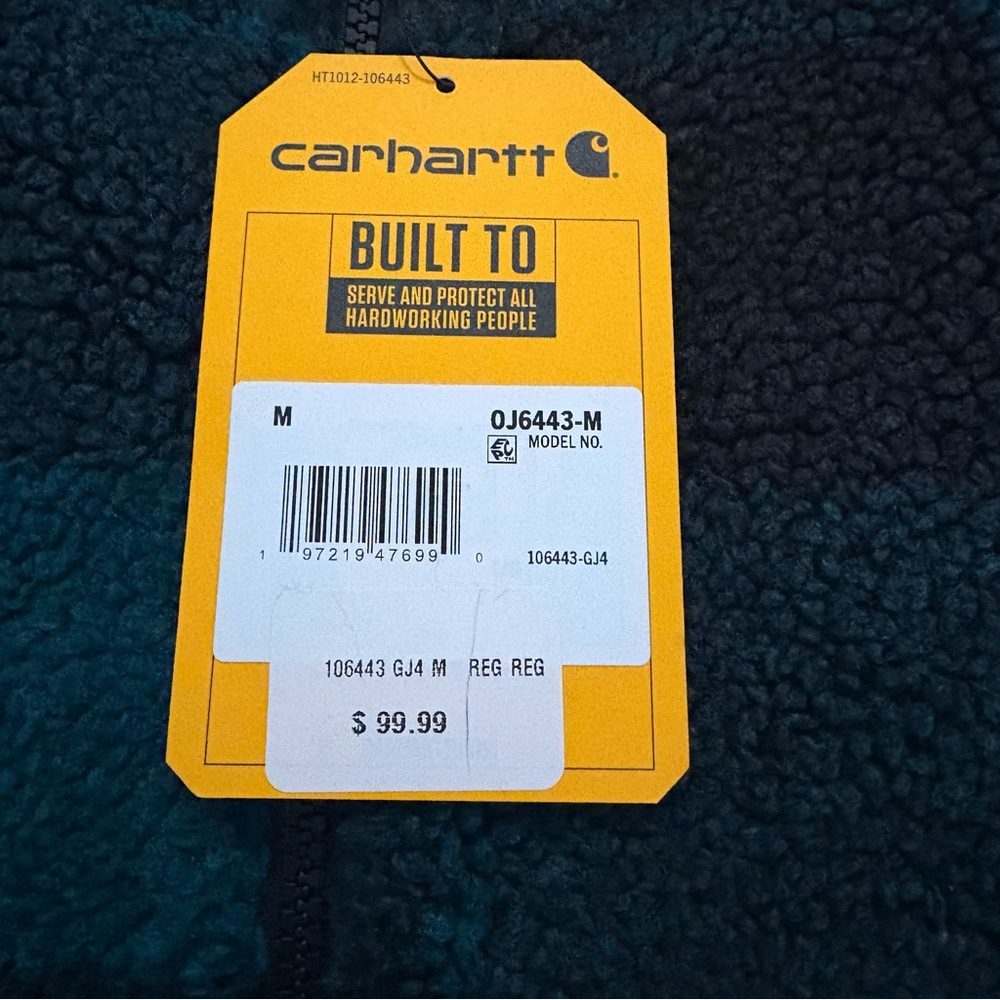 HT1012-106443
carhartt
BUILT TO
SERVE AND PROTECT ALL
HARDWORKING PEOPLE
M
OJ6443-M
MODEL NO.
1 97219 47699 0
106443-GJ4
106443 GJ4 M REG REG
$ 99.99